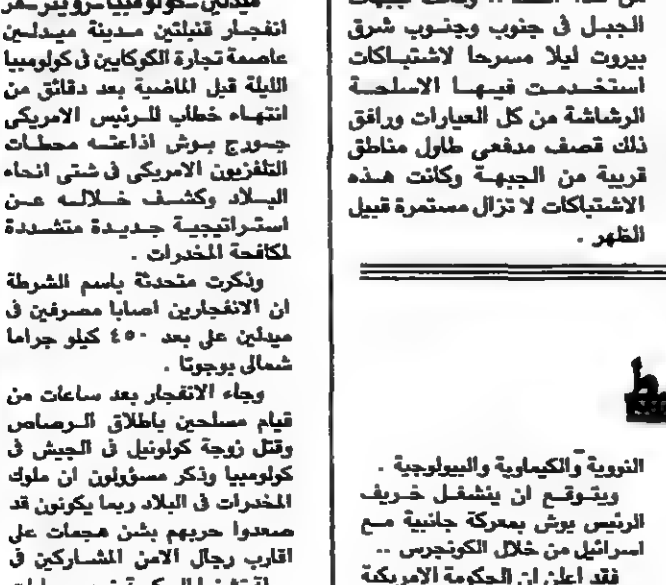 الجبل في جنوب وجنوب شرق
بيروت ليلا مسرحا لاشتباكات
استخدمت فيها الاسلحة
الرشاشة من كل العيارات ورافق
ذلك قصف مدفعي طاول مناطق
قريبة من الجبهة وكانت هذه
الاشتباكات لا تزال مستمرة قبيل
الظهر .
النووية والكيماوية والبيولوجية .
ويتوقع ان ينشغل خريف
الرئيس بوش بمعركة جانبية مع
اسرائيل من خلال الكونجرس ..
فقد اعلن ان الحكومة الامريكية
ميدلين - كولومبيا - رويتر - هز
انفجار قنبلتين مدينة ميدلين
عاصمة تجارة الكوكايين في كولومبيا
الليلة قبل الماضية بعد دقائق من
انتهاء خطاب للرئيس الامريكي
جورج بوش اذاعته محطات
التلفزيون الامريكي في شتى انحاء
البلاد وكشف خلاله عن
استراتيجية جديدة متشددة
لمكافحة المخدرات .
وذكرت متحدثة باسم الشرطة
ان الانفجارين اصابا مصرفين في
ميدلين على بعد ٤٥٠ كيلو جراما
شمالي بوجوتا .
وجاء الانفجار بعد ساعات من
قيام مسلحين باطلاق الرصاص
وقتل زوجة كولونيل في الجيش في
كولومبيا وذكر مسؤولون ان ملوك
المخدرات في البلاد ربما يكونون قد
صعدوا حربهم بشن هجمات على
اقارب رجال الامن المشاركين في